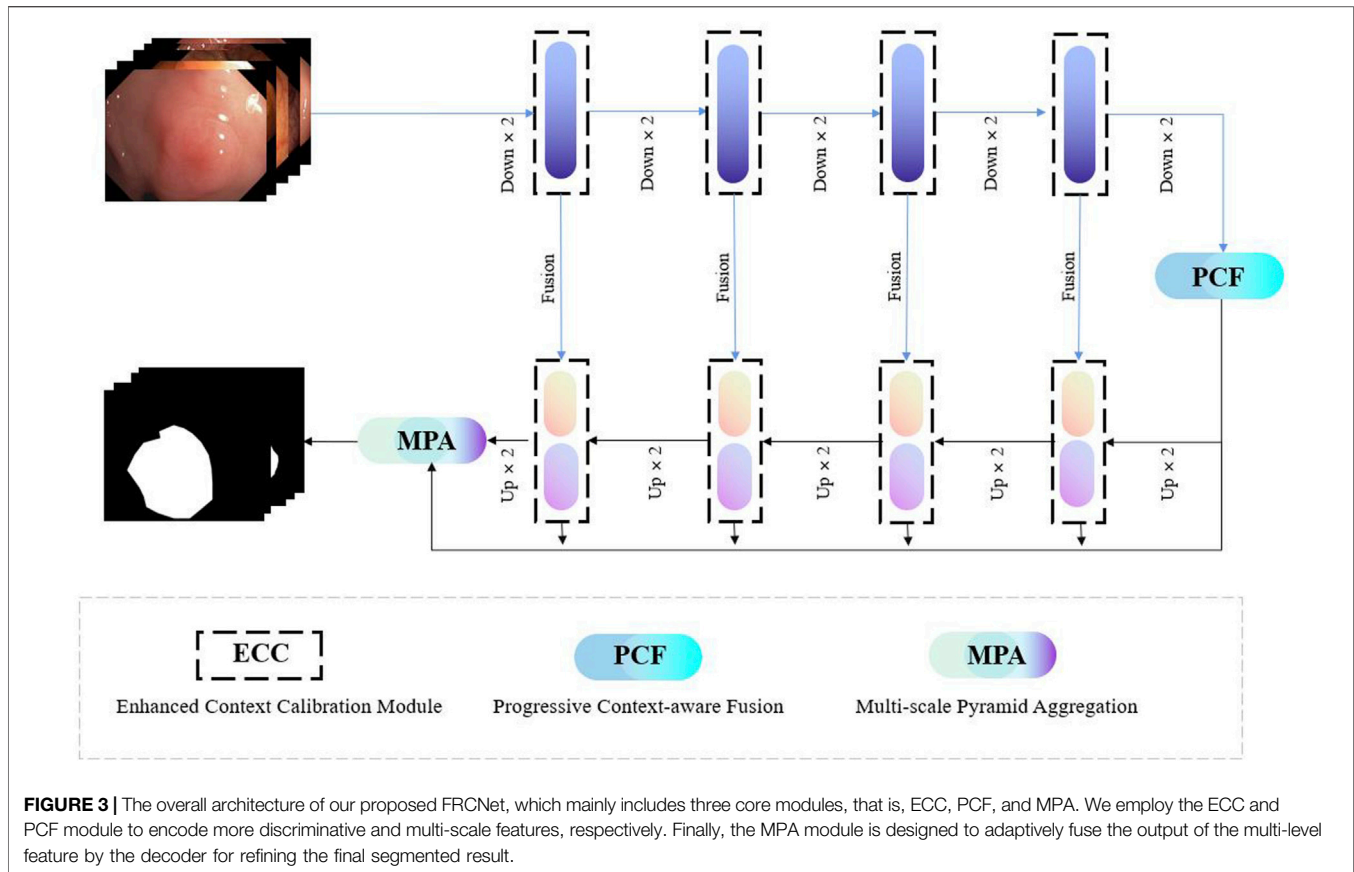 Down × 2
Down × 2
Down × 2
Down × 2
Down × 2
Fusion
Fusion
Fusion
Fusion
PCF
MPA
Up × 2
Up × 2
Up × 2
Up × 2
Up × 2
ECC
PCF
MPA
Enhanced Context Calibration Module
Progressive Context-aware Fusion
Multi-scale Pyramid Aggregation
FIGURE 3 | The overall architecture of our proposed FRCNet, which mainly includes three core modules, that is, ECC, PCF, and MPA. We employ the ECC and
PCF module to encode more discriminative and multi-scale features, respectively. Finally, the MPA module is designed to adaptively fuse the output of the multi-level
feature by the decoder for refining the final segmented result.